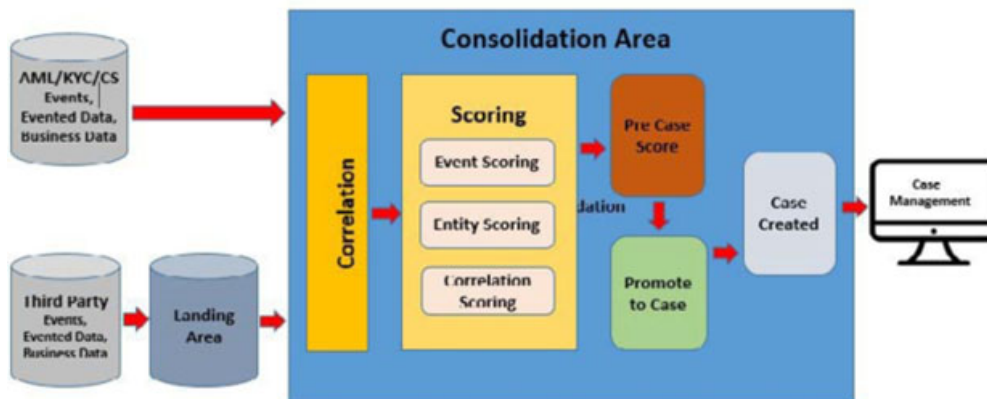 Consolidation Area
AML/KYC/CS
Events,
Evented Data,
Business Data
Correlation
Scoring
Event Scoring
Entity Scoring
Correlation
Scoring
Pre Case
Score
dation
Promote
to Case
Case
Created
Case
Management
Third Party
Events,
Evented Data,
Business Data
Landing
Area